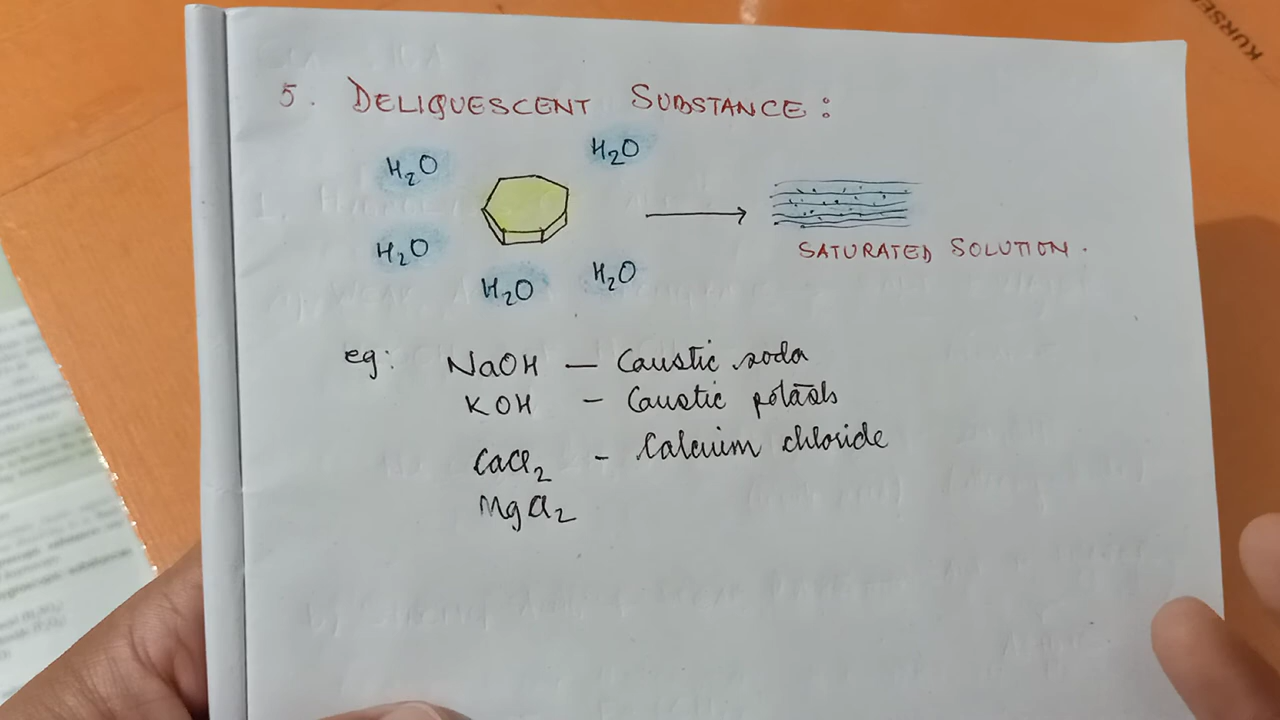 KURSE
5. DELIQUESCENT SUBSTANCE:
H₂O
H₂O
H₂O
H₂O
H₂O
SATURATED SOLUTION.
eg: NaOH — Caustic soda
KOH - Caustic potash
CaCl₂ - Calcium chloride
MgCl₂